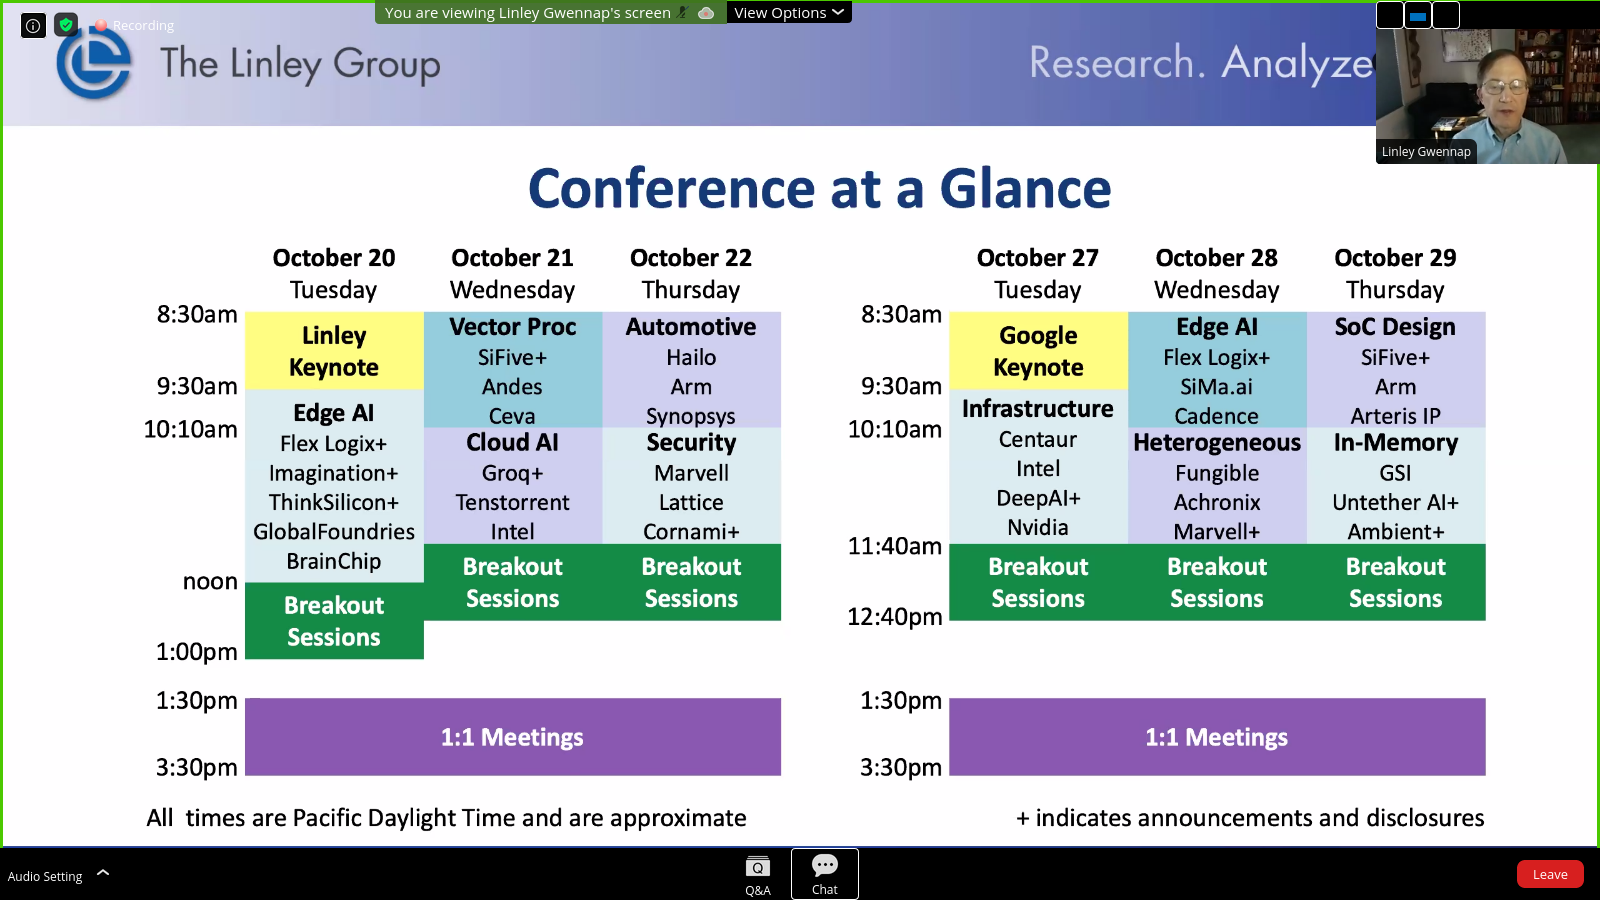 You are viewing Linley Gwennap's screen
View Options
Recording
The Linley Group
Research. Analyze
Linley Gwennap
Conference at a Glance
October 20
Tuesday
October 21
Wednesday
October 22
Thursday
8:30am
9:30am
10:10am
noon
1:00pm
1:30pm
3:30pm
Linley
Keynote
Edge AI
Flex Logix+
Imagination+
ThinkSilicon+
GlobalFoundries
BrainChip
Breakout
Sessions
Vector Proc
SiFive+
Andes
Ceva
Cloud AI
Groq+
Tenstorrent
Intel
Breakout
Sessions
Automotive
Hailo
Arm
Synopsys
Security
Marvell
Lattice
Cornami+
Breakout
Sessions
1:1 Meetings
October 27
Tuesday
October 28
Wednesday
October 29
Thursday
8:30am
9:30am
10:10am
11:40am
12:40pm
1:30pm
3:30pm
Google
Keynote
Infrastructure
Centaur
Intel
DeepAI+
Nvidia
Breakout
Sessions
Edge AI
Flex Logix+
SiMa.ai
Cadence
Heterogeneous
Fungible
Achronix
Marvell+
Breakout
Sessions
SoC Design
SiFive+
Arm
Arteris IP
In-Memory
GSI
Untether AI+
Ambient+
Breakout
Sessions
1:1 Meetings
All times are Pacific Daylight Time and are approximate
+ indicates announcements and disclosures
Audio Setting
Q&A
Chat
Leave